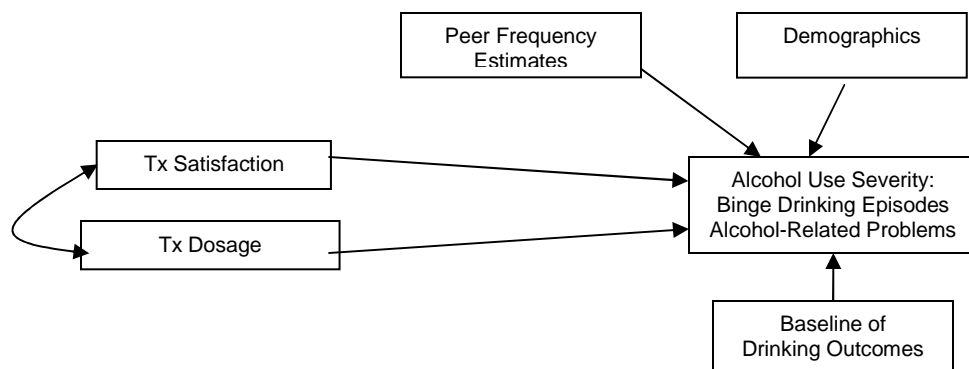 Peer Frequency
Estimates
Demographics
Tx Satisfaction
Tx Dosage
Alcohol Use Severity:
Binge Drinking Episodes
Alcohol-Related Problems
Baseline of
Drinking Outcomes